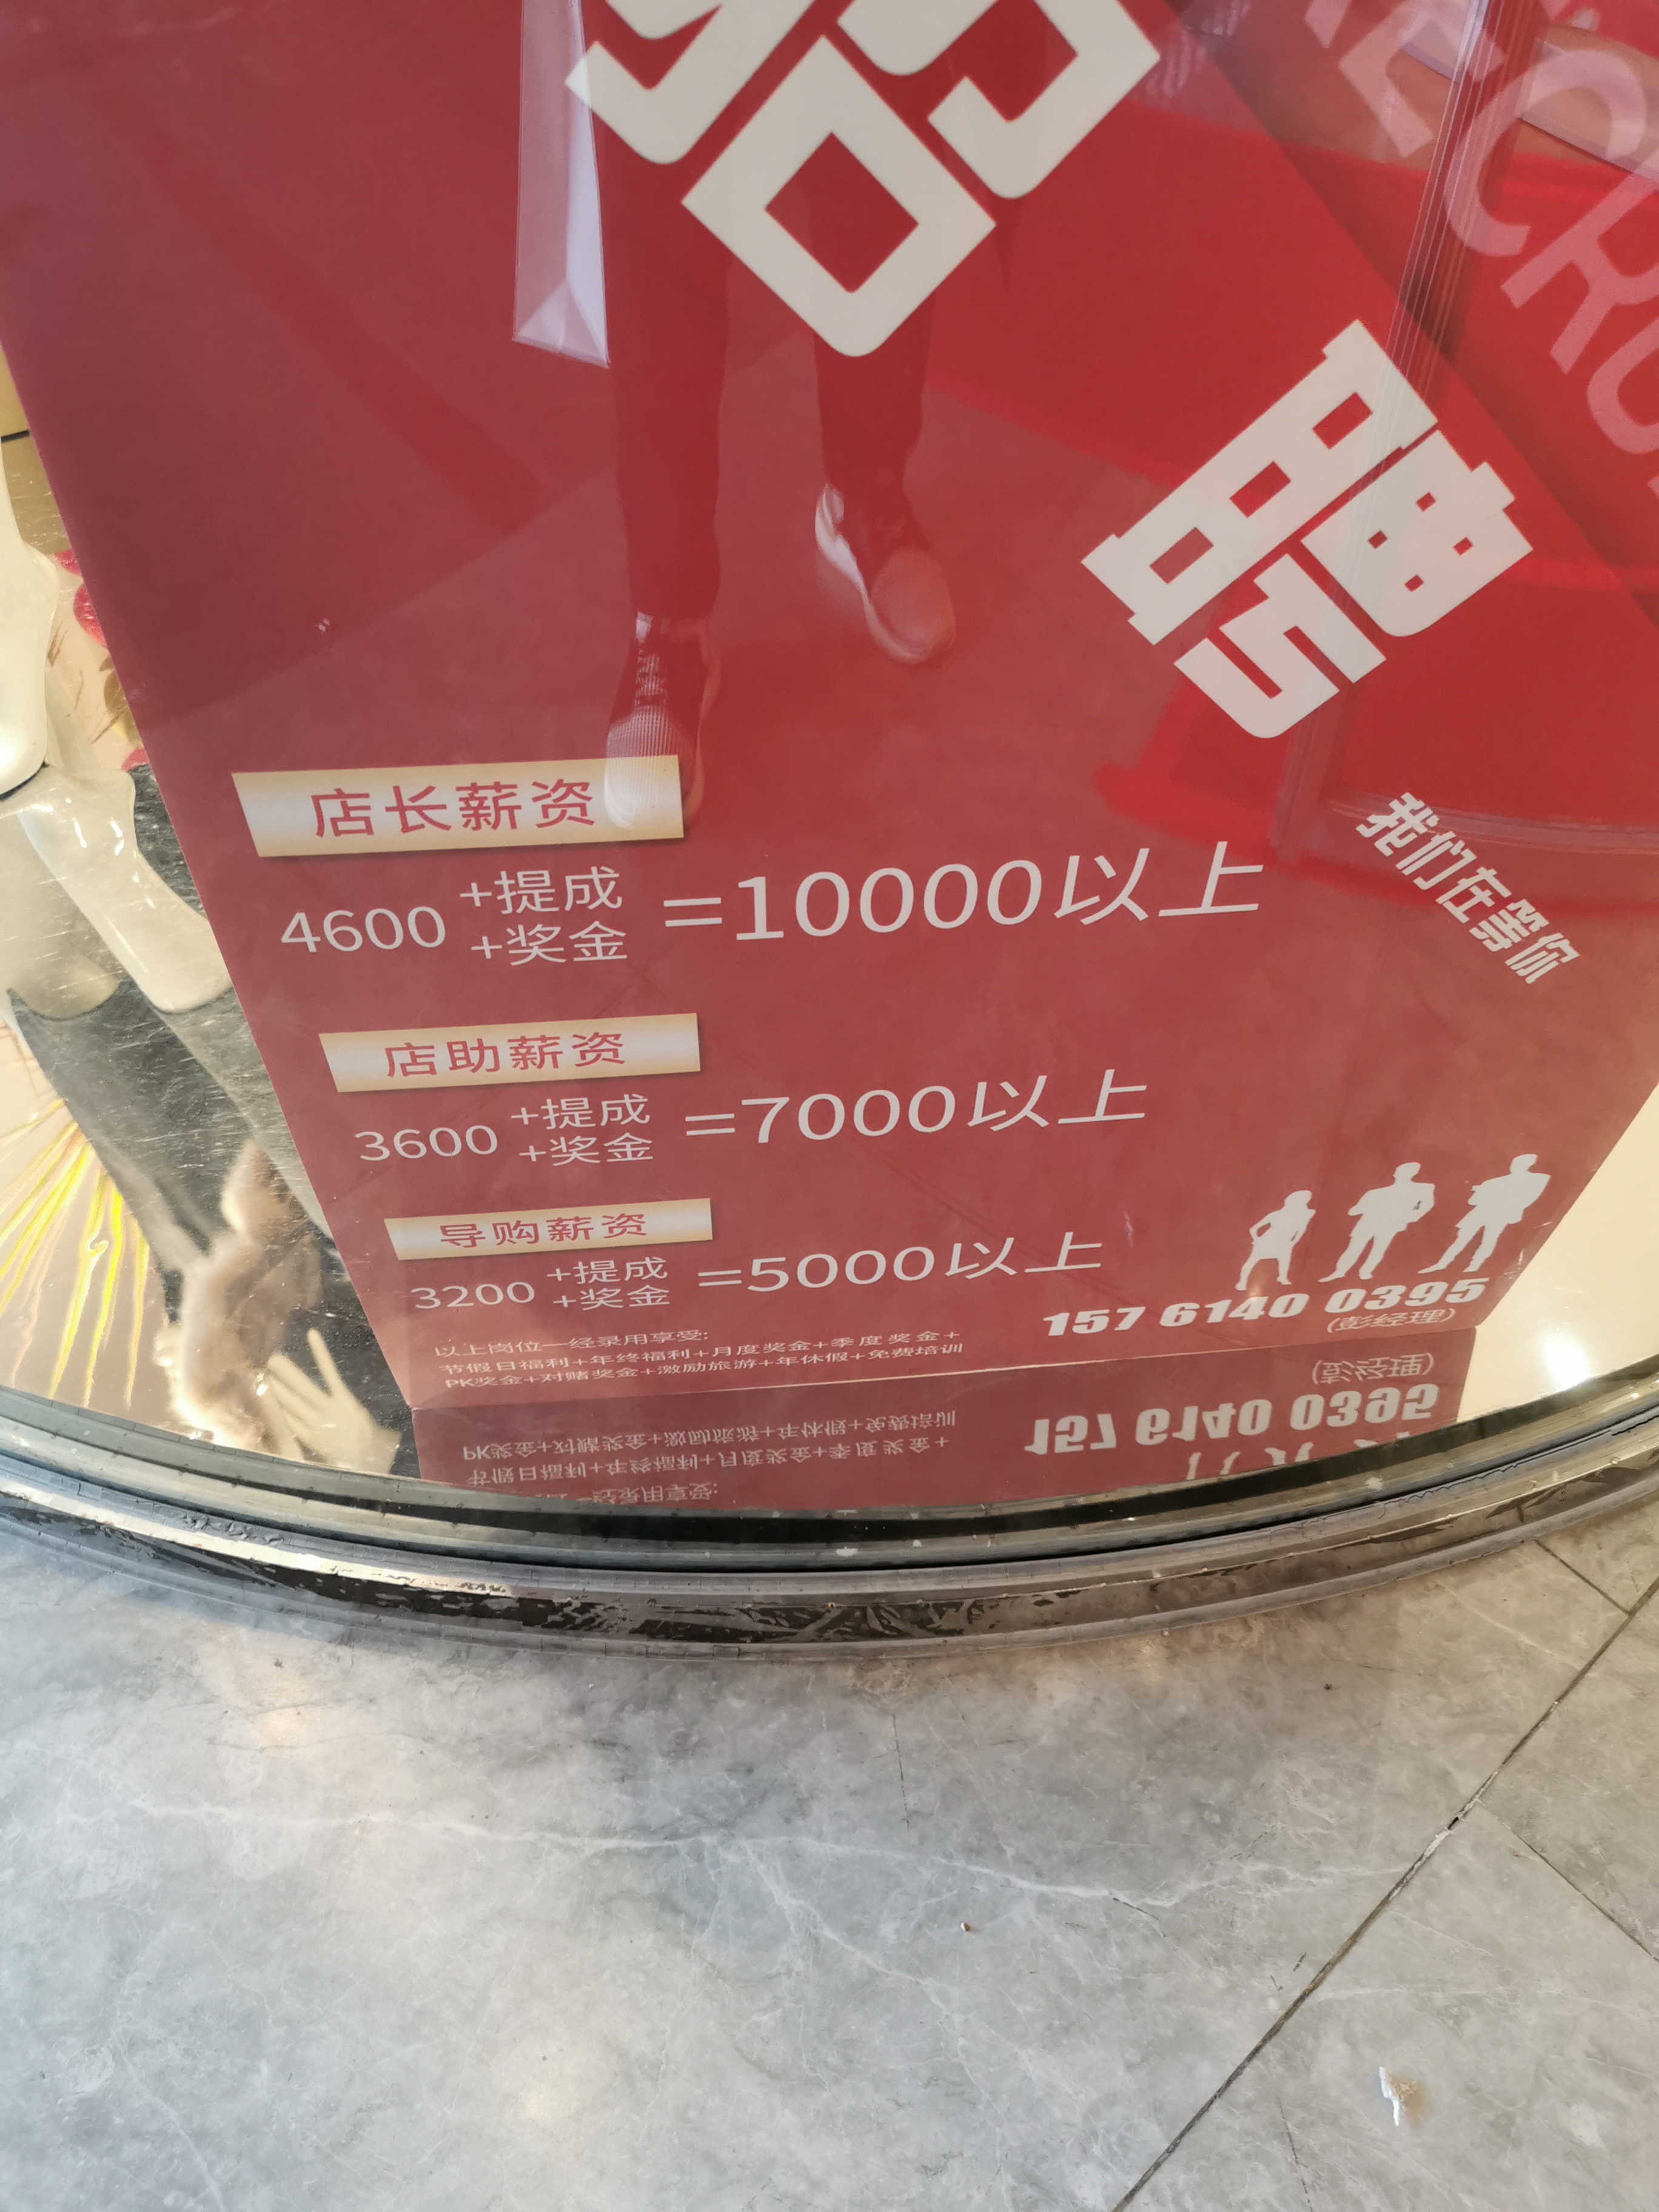 招
聘
我们在等你
店长薪资
4600 +提成 +奖金 =10000以上
店助薪资
3600 +提成 +奖金 =7000以上
导购薪资
3200 +提成 +奖金 =5000以上
以上岗位一经录用享受:
节假日福利+年终福利+月度奖金+季度奖金+
PK奖金+对赌奖金+激励旅游+年休假+免费培训
157 6140 0395
(彭经理)